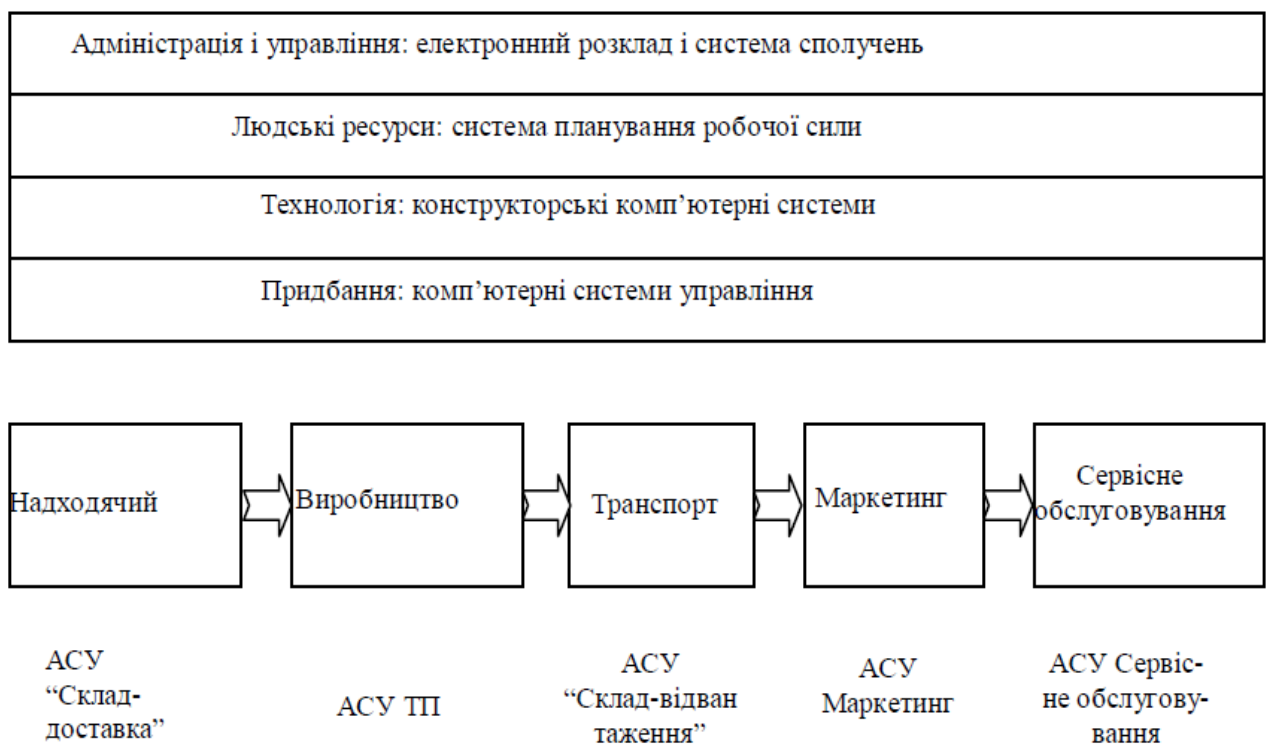 Адміністрація і управління: електронний розклад і система сполучень
Людські ресурси: система планування робочої сили
Технологія: конструкторські комп’ютерні системи
Придбання: комп’ютерні системи управління
Надходячий
Виробництво
Транспорт
Маркетинг
Сервісне
обслуговування
АСУ
“Склад-
доставка”
АСУ ТП
АСУ
“Склад-відван
таження”
АСУ
Маркетинг
АСУ Сервіс-
не обслугову-
вання